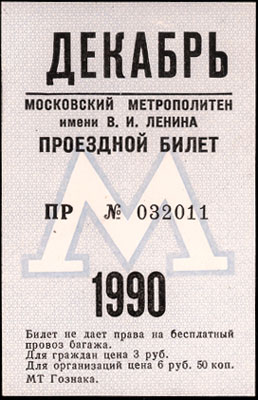 ДЕКАБРЬ
МОСКОВСКИЙ МЕТРОПОЛИТЕН
имени В. И. ЛЕНИНА
ПРОЕЗДНОЙ БИЛЕТ
М
ПР № 032011
1990
Билет не дает права на бесплатный
провоз багажа.
Для граждан цена 3 руб.
Для организаций цена 6 руб. 50 коп.
МТ Гознака.